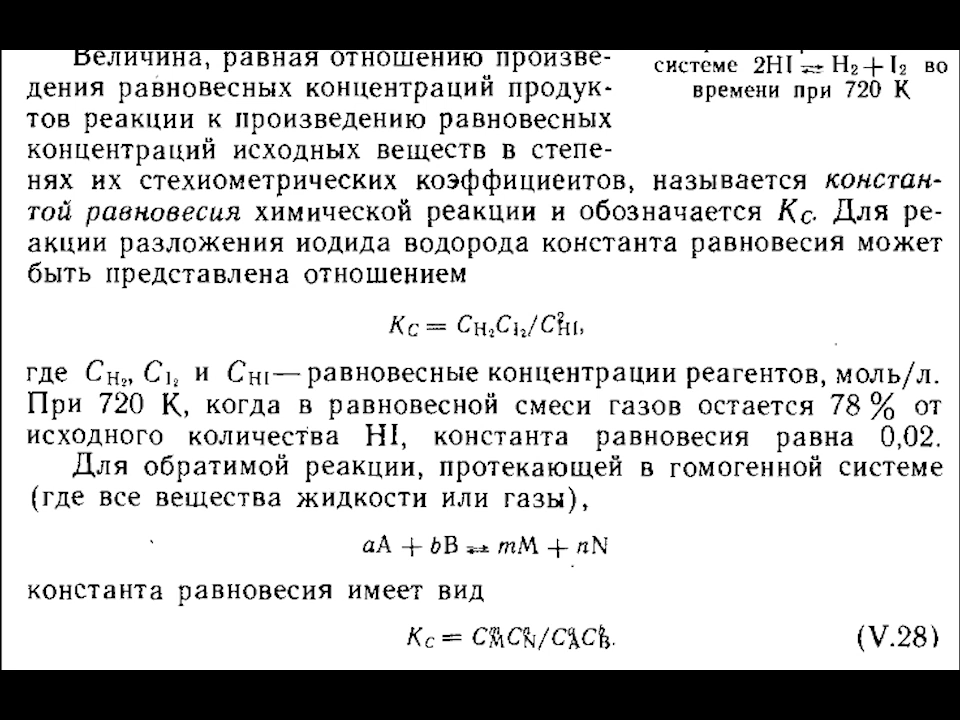 Величина, равная отношению произве-
дения равновесных концентраций продук-
тов реакции к произведению равновесных
концентраций исходных веществ в степе-
системе 2HI ⇌ H₂ + I₂ во
времени при 720 К
нях их стехиометрических коэффициентов, называется констан-
той равновесия химической реакции и обозначается K_C. Для ре-
акции разложения иодида водорода константа равновесия может
быть представлена отношением
K_C = C_H₂C_I₂/C²_HI,
где C_H₂, C_I₂ и C_HI — равновесные концентрации реагентов, моль/л.
При 720 К, когда в равновесной смеси газов остается 78 % от
исходного количества HI, константа равновесия равна 0,02.
Для обратимой реакции, протекающей в гомогенной системе
(где все вещества жидкости или газы),
aA + bB ⇌ mM + nN
константа равновесия имеет вид
K_C = C^m_M C^n_N/C^a_A C^b_B. (V.28)